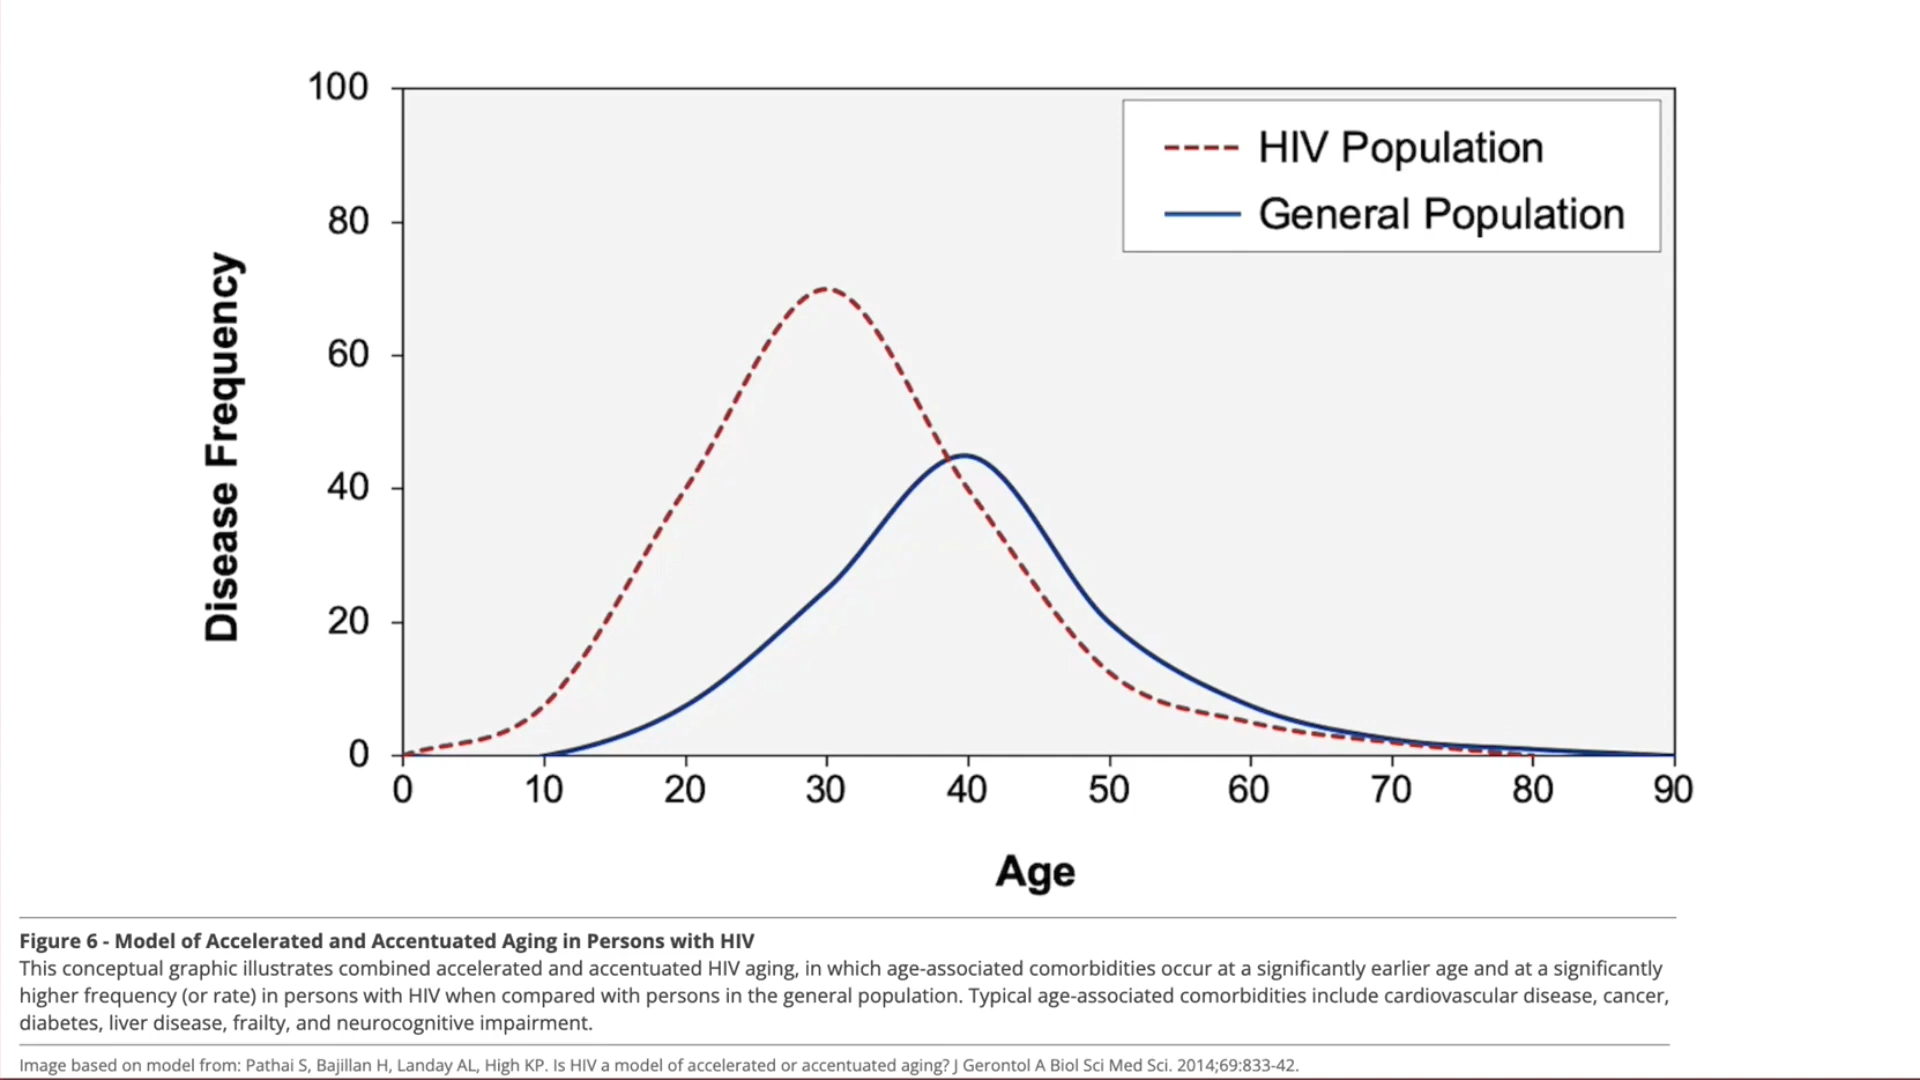 100
HIV Population
General Population
80
60
40
20
0
Disease Frequency
0 10 20 30 40 50 60 70 80 90
Age
Figure 6 - Model of Accelerated and Accentuated Aging in Persons with HIV
This conceptual graphic illustrates combined accelerated and accentuated HIV aging, in which age-associated comorbidities occur at a significantly earlier age and at a significantly
higher frequency (or rate) in persons with HIV when compared with persons in the general population. Typical age-associated comorbidities include cardiovascular disease, cancer,
diabetes, liver disease, frailty, and neurocognitive impairment.
Image based on model from: Pathai S, Bajillan H, Landay AL, High KP. Is HIV a model of accelerated or accentuated aging? J Gerontol A Biol Sci Med Sci. 2014;69:833-42.